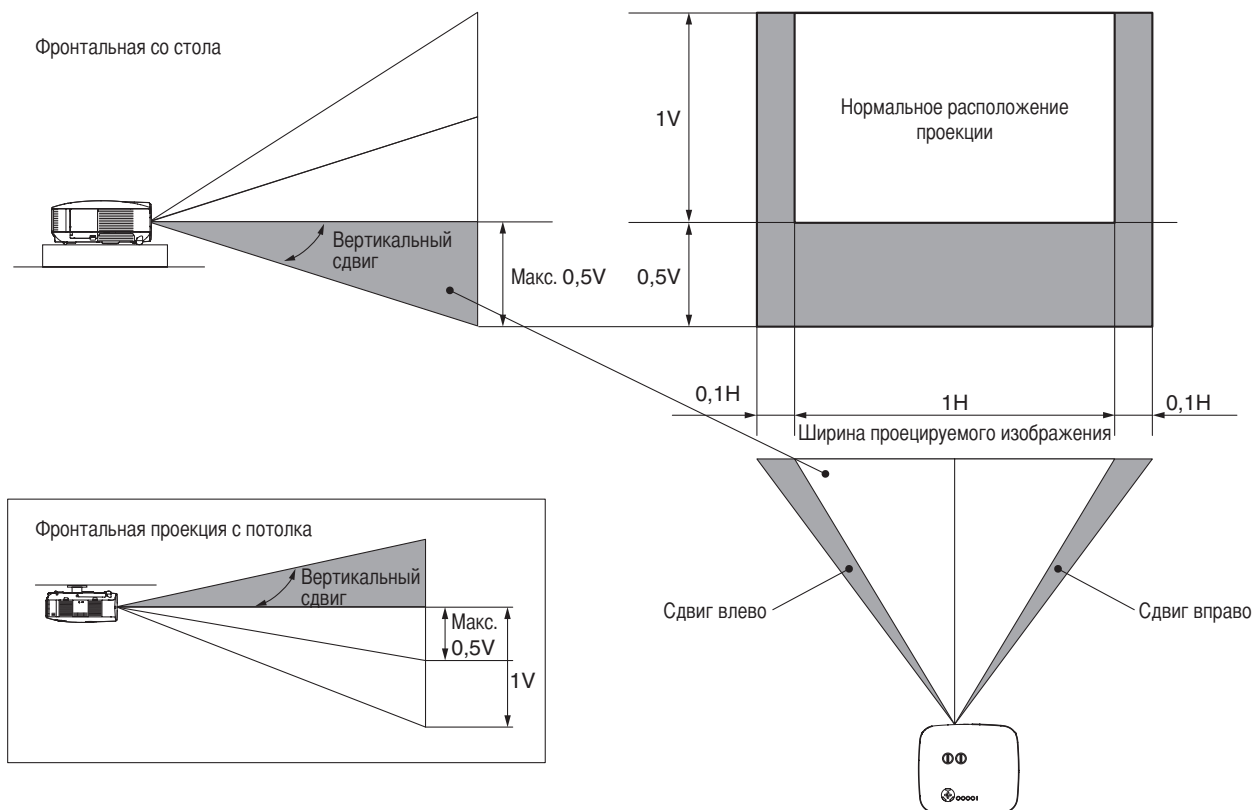 Фронтальная со стола
1V
Нормальное расположение
проекции
Вертикальный
сдвиг
Макс. 0,5V
0,5V
0,1H
1H
0,1H
Ширина проецируемого изображения
Фронтальная проекция с потолка
Вертикальный
сдвиг
Макс.
0,5V
1V
Сдвиг влево
Сдвиг вправо